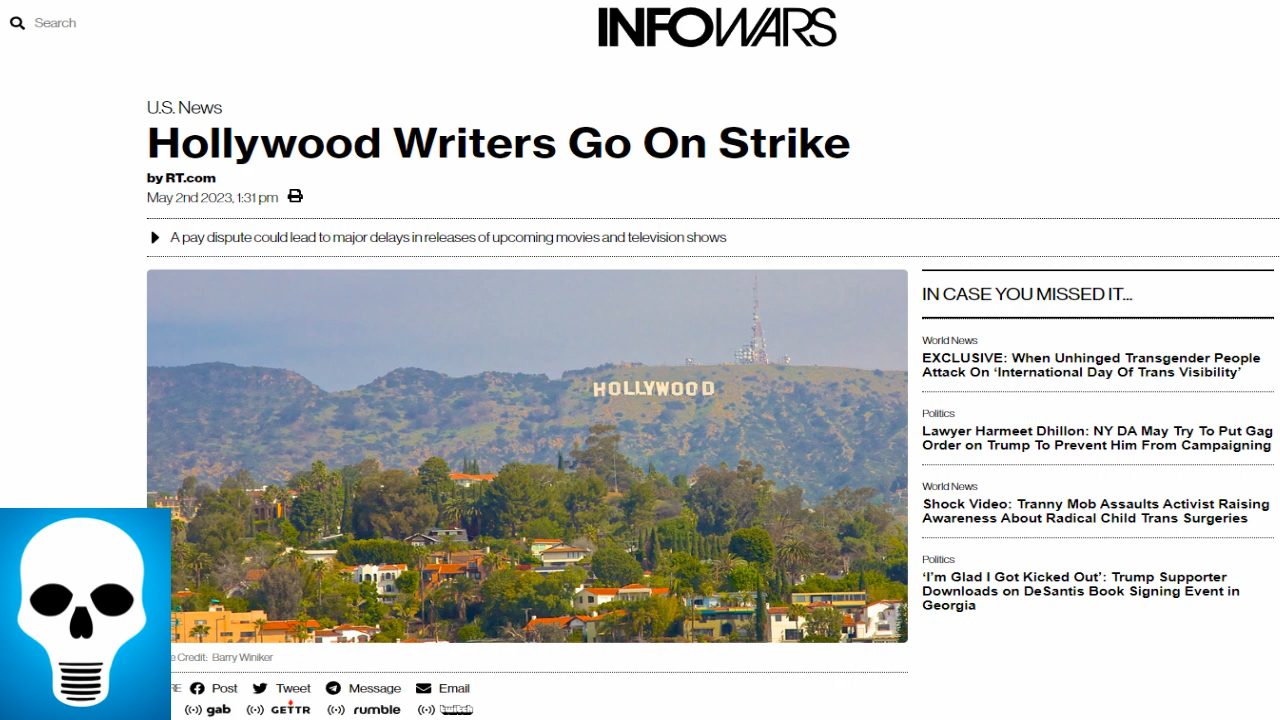 Search
INFOWARS
U.S. News
Hollywood Writers Go On Strike
by RT.com
May 2nd 2023, 1:31 pm
A pay dispute could lead to major delays in releases of upcoming movies and television shows
HOLLYWOOD
IN CASE YOU MISSED IT...
World News
EXCLUSIVE: When Unhinged Transgender People
Attack On ‘International Day Of Trans Visibility’
Politics
Lawyer Harmeet Dhillon: NY DA May Try To Put Gag
Order on Trump To Prevent Him From Campaigning
World News
Shock Video: Tranny Mob Assaults Activist Raising
Awareness About Radical Child Trans Surgeries
Politics
‘I’m Glad I Got Kicked Out’: Trump Supporter
Downloads on DeSantis Book Signing Event in
Georgia
e Credit: Barry Winiker
RE Post Tweet Message Email
gab GETTR rumble twitch